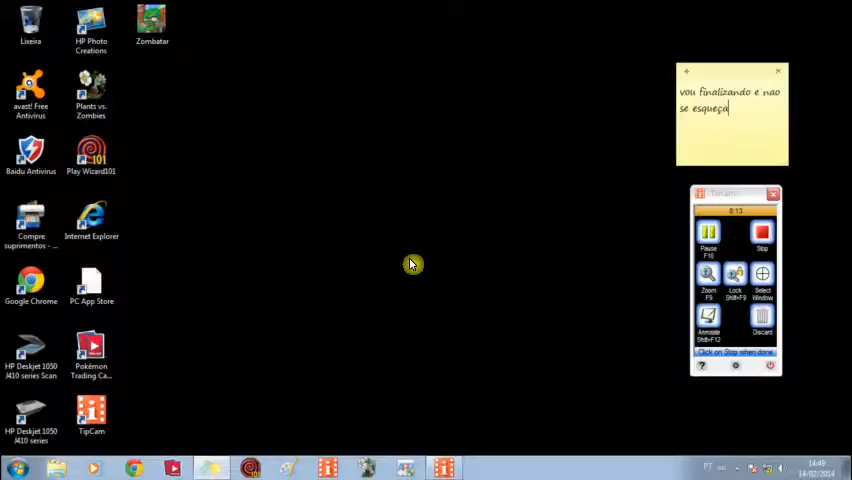 Lixeira
HP Photo
Creations
Zombatar
avast! Free
Antivirus
Plants vs.
Zombies
Baidu Antivirus
Play Wizard101
Compre
suprimentos - ...
Internet Explorer
Google Chrome
PC App Store
HP Deskjet 1050
J410 series Scan
Pokémon
Trading Ca...
HP Deskjet 1050
J410 series
TipCam
+
×
vou finalizando e nao
se esqueça
8:13
Pause
F10
Stop
Zoom
F9
Lock
Shift+F9
Select
Window
Annotate
Shift+F12
Discard
Click on Stop when done
?
PT
14:49
14/02/2014